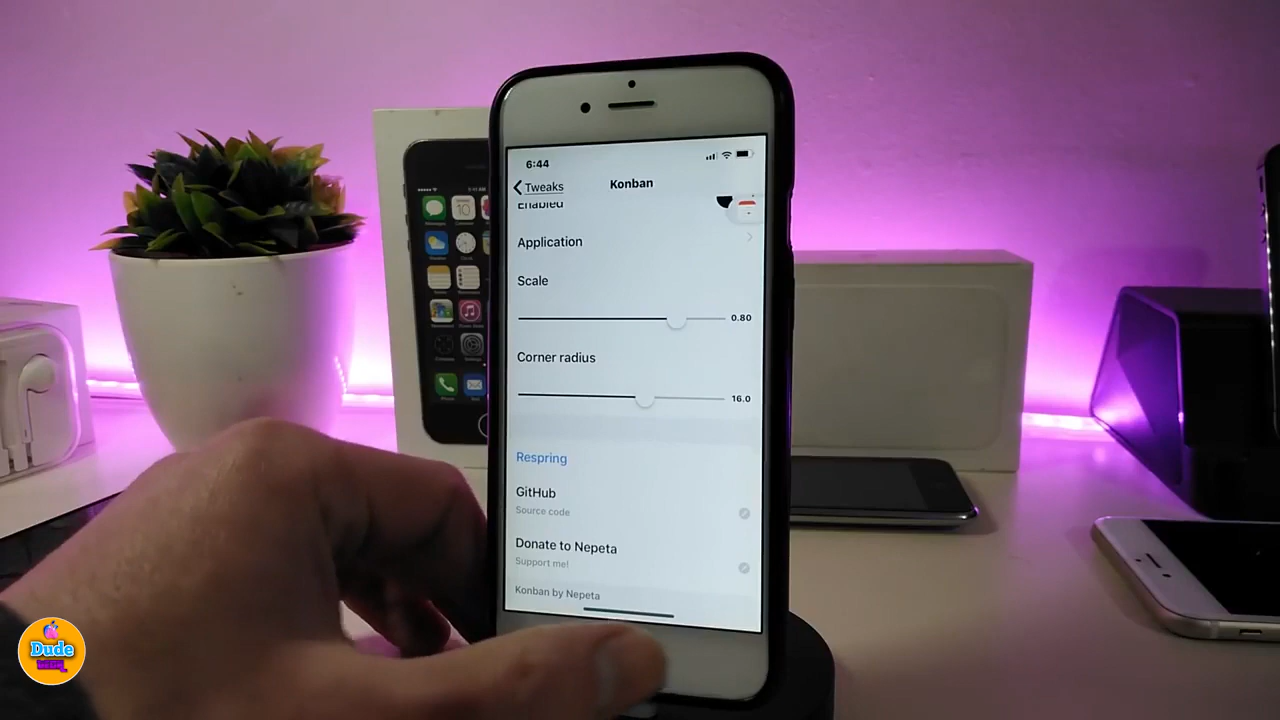 6:44
Tweaks
Konban
Enabled
Application
Scale
0.80
Corner radius
16.0
Respring
GitHub
Source code
Donate to Nepeta
Support me!
Konban by Nepeta
Dude